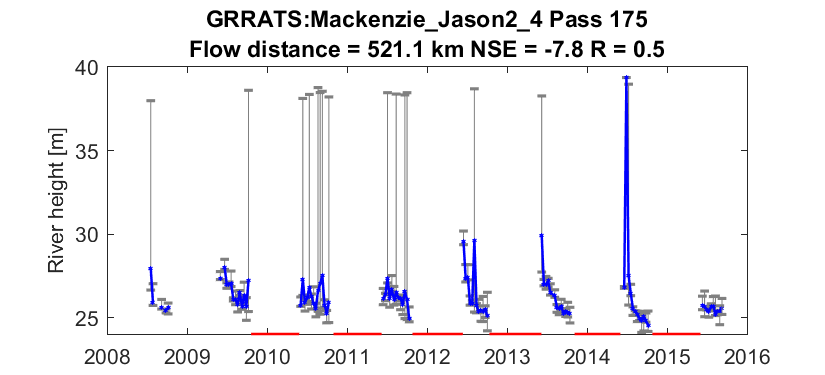 GRRATS:Mackenzie_Jason2_4 Pass 175
Flow distance = 521.1 km NSE = -7.8 R = 0.5
River height [m]
40
35
30
25
2008 2009 2010 2011 2012 2013 2014 2015 2016